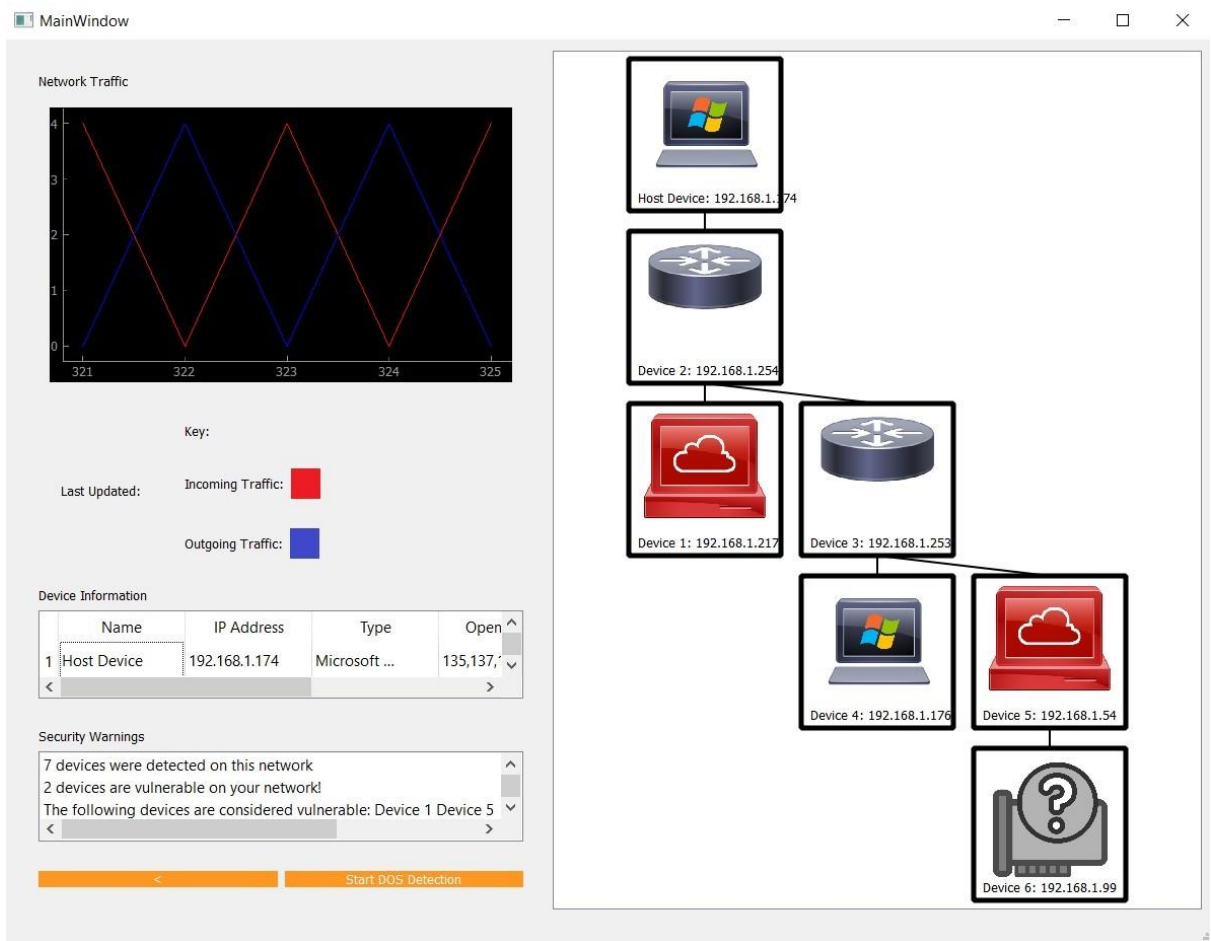 MainWindow
Network Traffic
4
3
2
1
0
321 322 323 324 325
Key:
Last Updated:
Incoming Traffic:
Outgoing Traffic:
Device Information
Name IP Address Type Open
1 Host Device 192.168.1.174 Microsoft ... 135,137,
Security Warnings
7 devices were detected on this network
2 devices are vulnerable on your network!
The following devices are considered vulnerable: Device 1 Device 5
<
Start DOS Detection
Host Device: 192.168.1.174
Device 2: 192.168.1.254
Device 1: 192.168.1.217
Device 3: 192.168.1.253
Device 4: 192.168.1.176
Device 5: 192.168.1.54
?
Device 6: 192.168.1.99